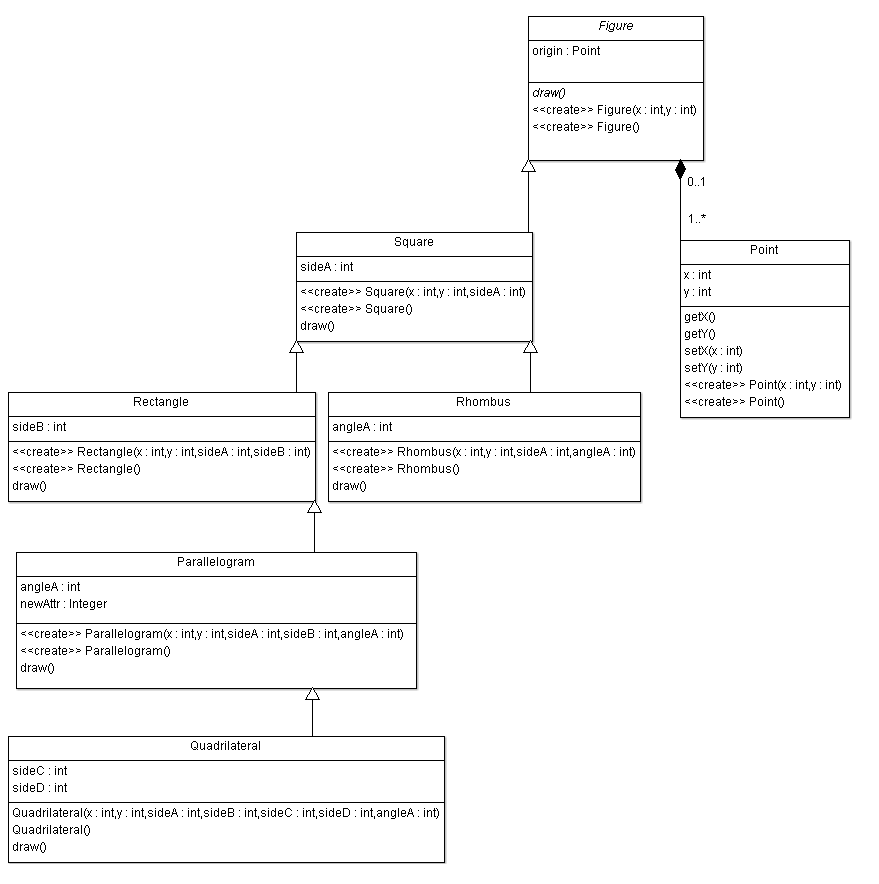 Figure
origin : Point
draw()
<<create>> Figure(x : int,y : int)
<<create>> Figure()
0..1
1..*
Square
sideA : int
<<create>> Square(x : int,y : int,sideA : int)
<<create>> Square()
draw()
Point
x : int
y : int
getX()
getY()
setX(x : int)
setY(y : int)
<<create>> Point(x : int,y : int)
<<create>> Point()
Rectangle
sideB : int
<<create>> Rectangle(x : int,y : int,sideA : int,sideB : int)
<<create>> Rectangle()
draw()
Rhombus
angleA : int
<<create>> Rhombus(x : int,y : int,sideA : int,angleA : int)
<<create>> Rhombus()
draw()
Parallelogram
angleA : int
newAttr : Integer
<<create>> Parallelogram(x : int,y : int,sideA : int,sideB : int,angleA : int)
<<create>> Parallelogram()
draw()
Quadrilateral
sideC : int
sideD : int
Quadrilateral(x : int,y : int,sideA : int,sideB : int,sideC : int,sideD : int,angleA : int)
Quadrilateral()
draw()